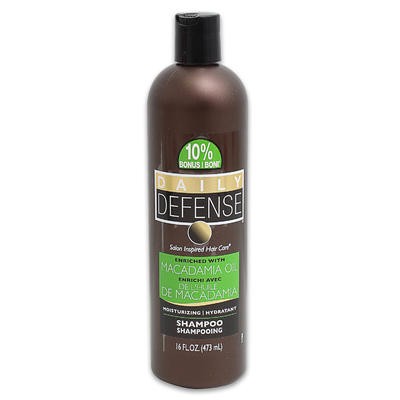 10%
BONUS | BONI
DAILY
DEFENSE
Salon Inspired Hair Care
ENRICHED WITH
MACADAMIA OIL
ENRICHI AVEC
DE L'HUILE
DE MACADAMIA
MOISTURIZING | HYDRATANT
SHAMPOO
SHAMPOOING
16 FL.OZ. (473 mL)